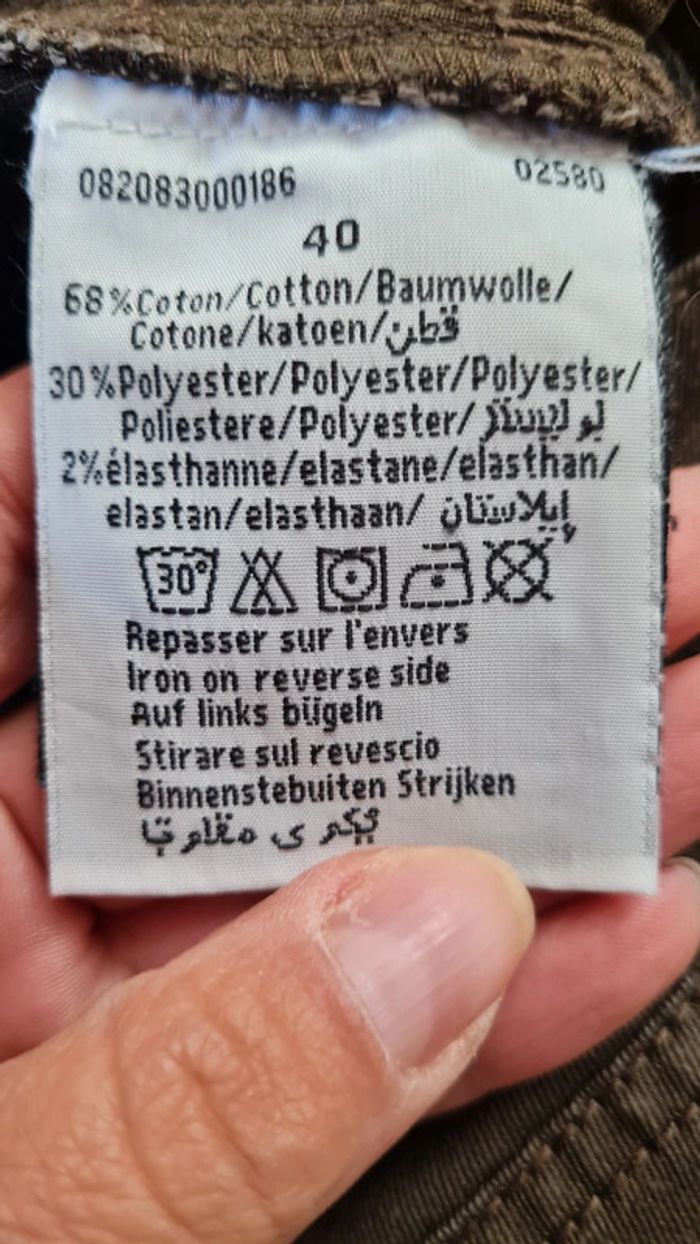 082083000186 02580
40
68%Coton/Cotton/Baumwolle/
Cotone/katoen/قطن
30%Polyester/Polyester/Polyester/
Poliestere/Polyester/بوليستر
2%élasthanne/elastane/elasthan/
elastan/elasthaan/إيلاستان
30°
Repasser sur l'envers
Iron on reverse side
Auf links bügeln
Stirare sul revescio
Binnenstebuiten Strijken
يكوى مقلوبا